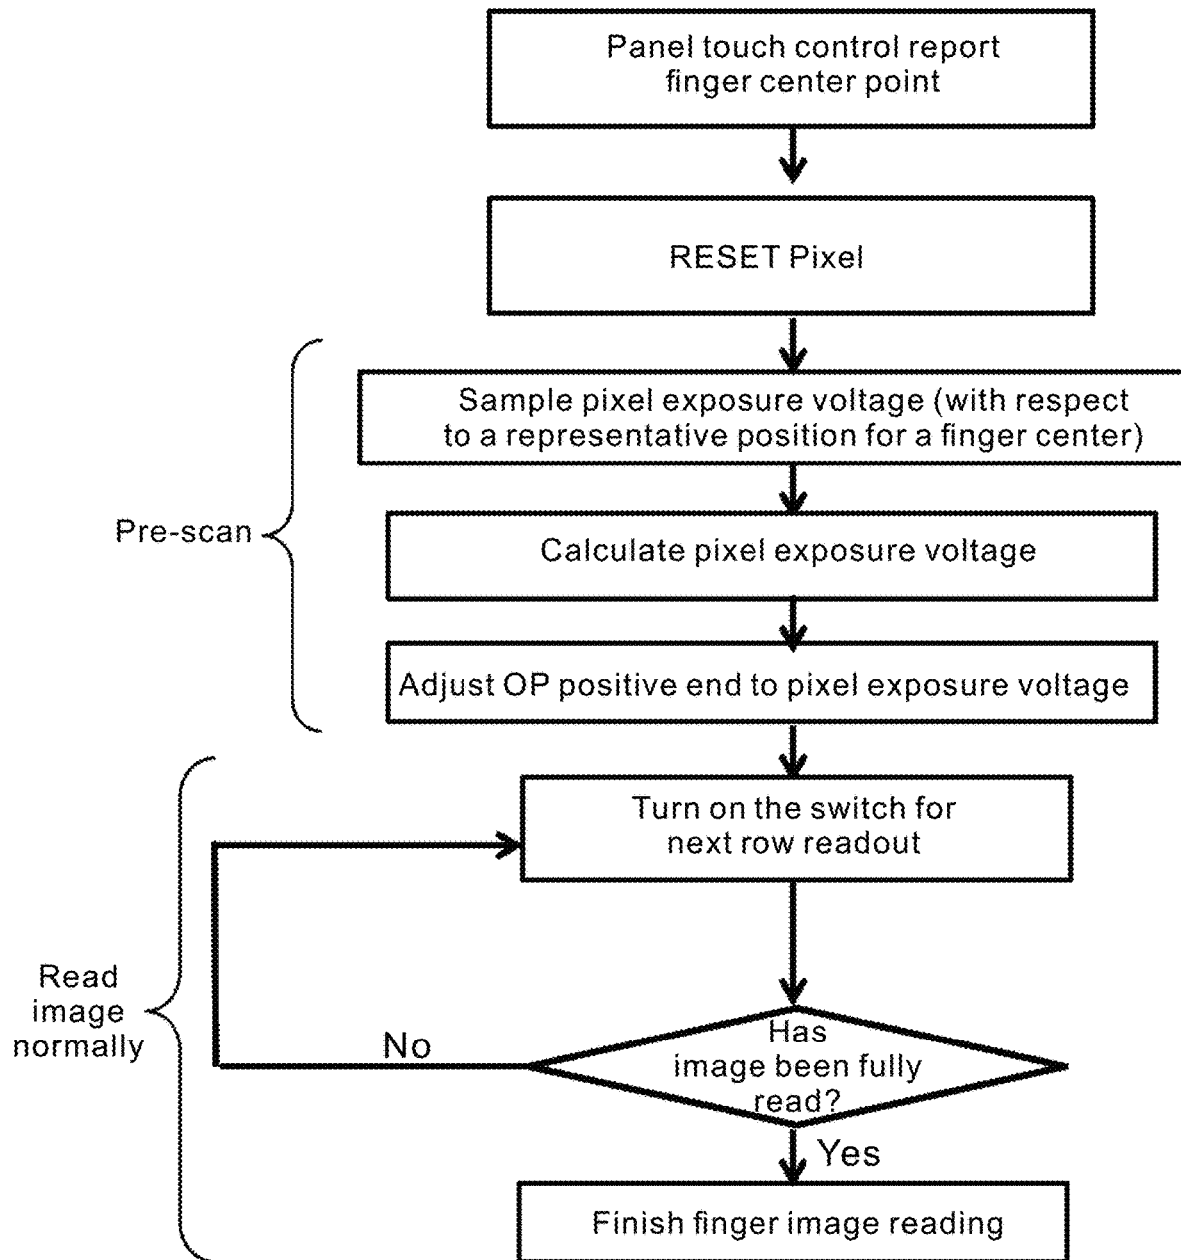 Panel touch control report
finger center point
RESET Pixel
Sample pixel exposure voltage (with respect
to a representative position for a finger center)
Pre-scan
Calculate pixel exposure voltage
Adjust OP positive end to pixel exposure voltage
Turn on the switch for
next row readout
Read
image
normally
No
Has
image been fully
read?
Yes
Finish finger image reading